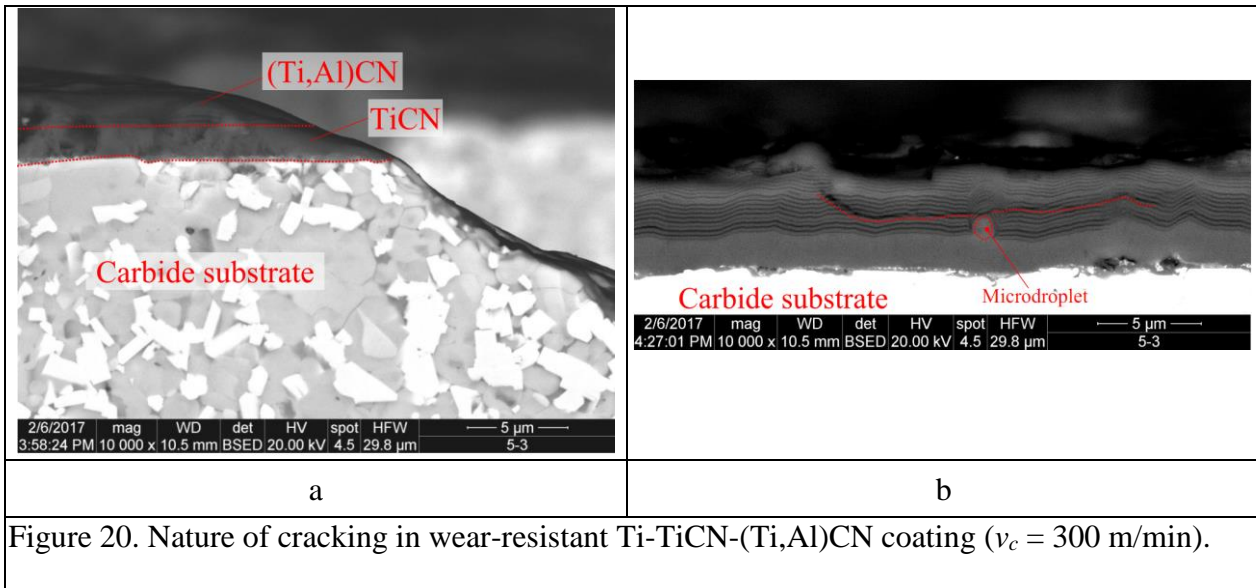 (Ti,Al)CN
TiCN
Carbide substrate
2/6/2017 mag WD det HV spot HFW 5 µm
3:58:24 PM 10 000 x 10.5 mm BSED 20.00 kV 4.5 29.8 µm 5-3
Carbide substrate
Microdroplet
2/6/2017 mag WD det HV spot HFW 5 µm
4:27:01 PM 10 000 x 10.5 mm BSED 20.00 kV 4.5 29.8 µm 5-3
a
b
Figure 20. Nature of cracking in wear-resistant Ti-TiCN-(Ti,Al)CN coating (vc = 300 m/min).